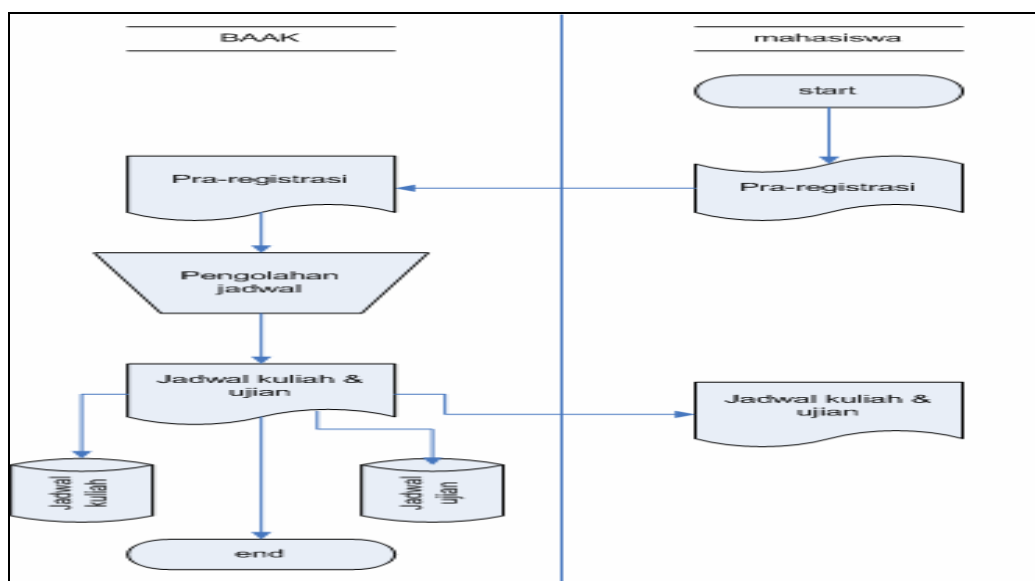 BAAK
mahasiswa
start
Pra-registrasi
Pra-registrasi
Pengolahan
jadwal
Jadwal kuliah &
ujian
Jadwal kuliah &
ujian
Jadwal
kuliah
Jadwal
ujian
end